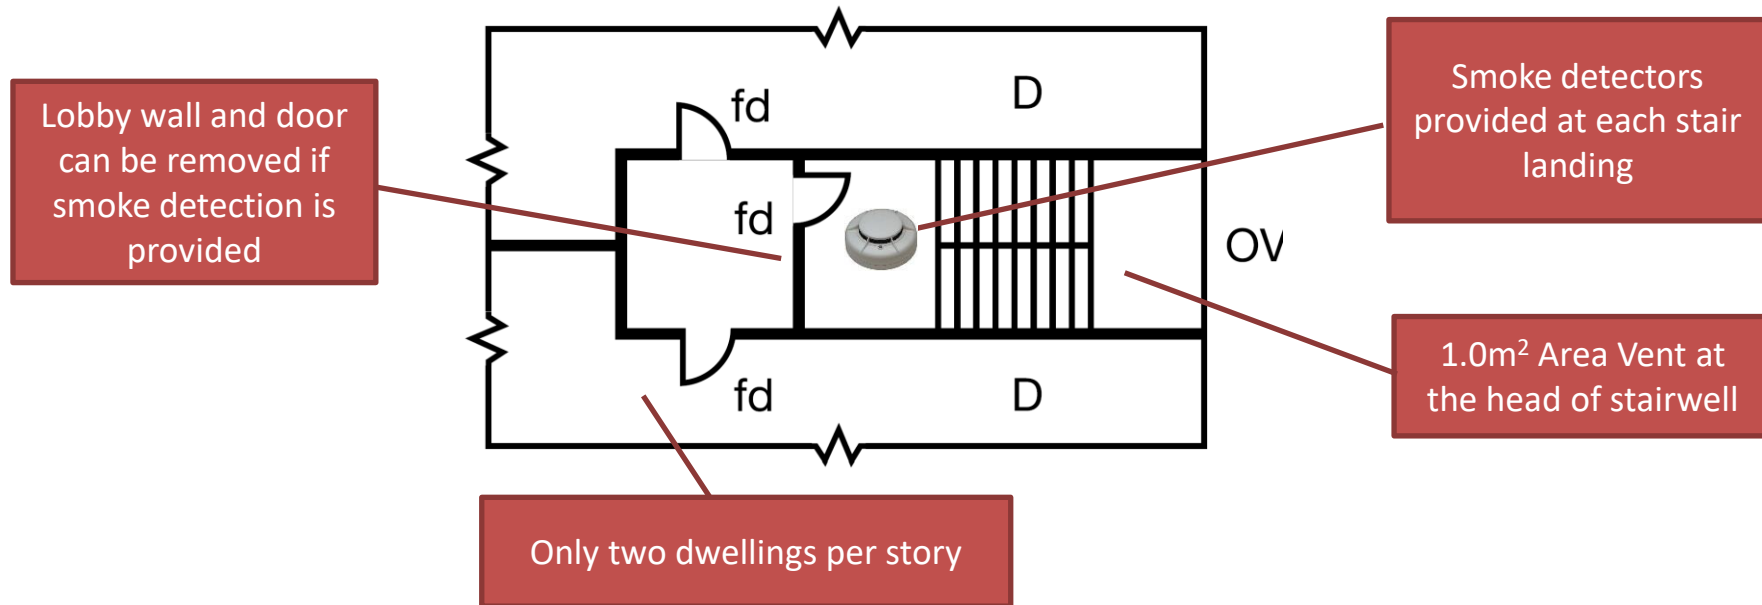 Lobby wall and door
can be removed if
smoke detection is
provided
fd
D
fd
fd
D
OV
Smoke detectors
provided at each stair
landing
1.0m² Area Vent at
the head of stairwell
Only two dwellings per story